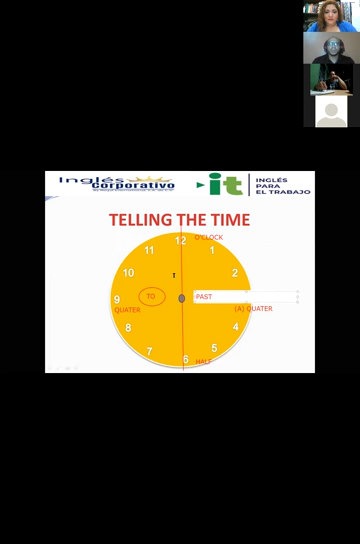 Inglés
Corporativo
it
INGLÉS
PARA
EL TRABAJO
TELLING THE TIME
12
O'CLOCK
11
1
10
2
9
TO
PAST
QUATER
(A) QUATER
8
4
7
5
6
HALF